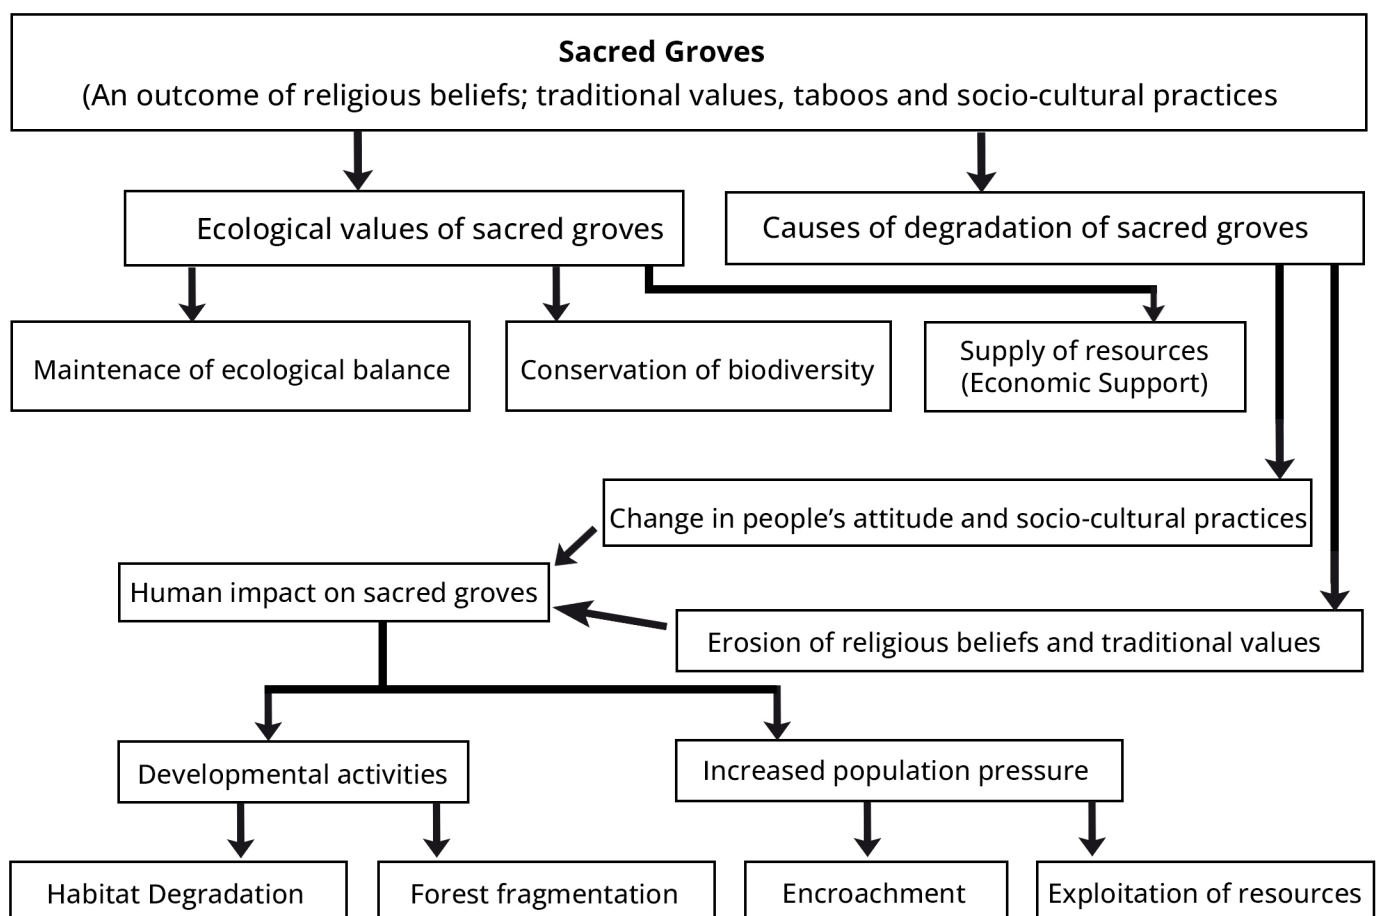 Sacred Groves
(An outcome of religious beliefs; traditional values, taboos and socio-cultural practices
Ecological values of sacred groves
Causes of degradation of sacred groves
Maintenace of ecological balance
Conservation of biodiversity
Supply of resources
(Economic Support)
Change in people’s attitude and socio-cultural practices
Human impact on sacred groves
Erosion of religious beliefs and traditional values
Developmental activities
Increased population pressure
Habitat Degradation
Forest fragmentation
Encroachment
Exploitation of resources